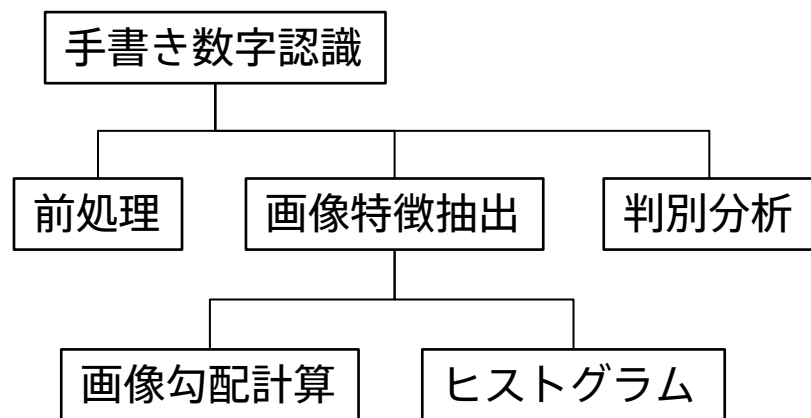 手書き数字認識
前処理
画像特徴抽出
判別分析
画像勾配計算
ヒストグラム